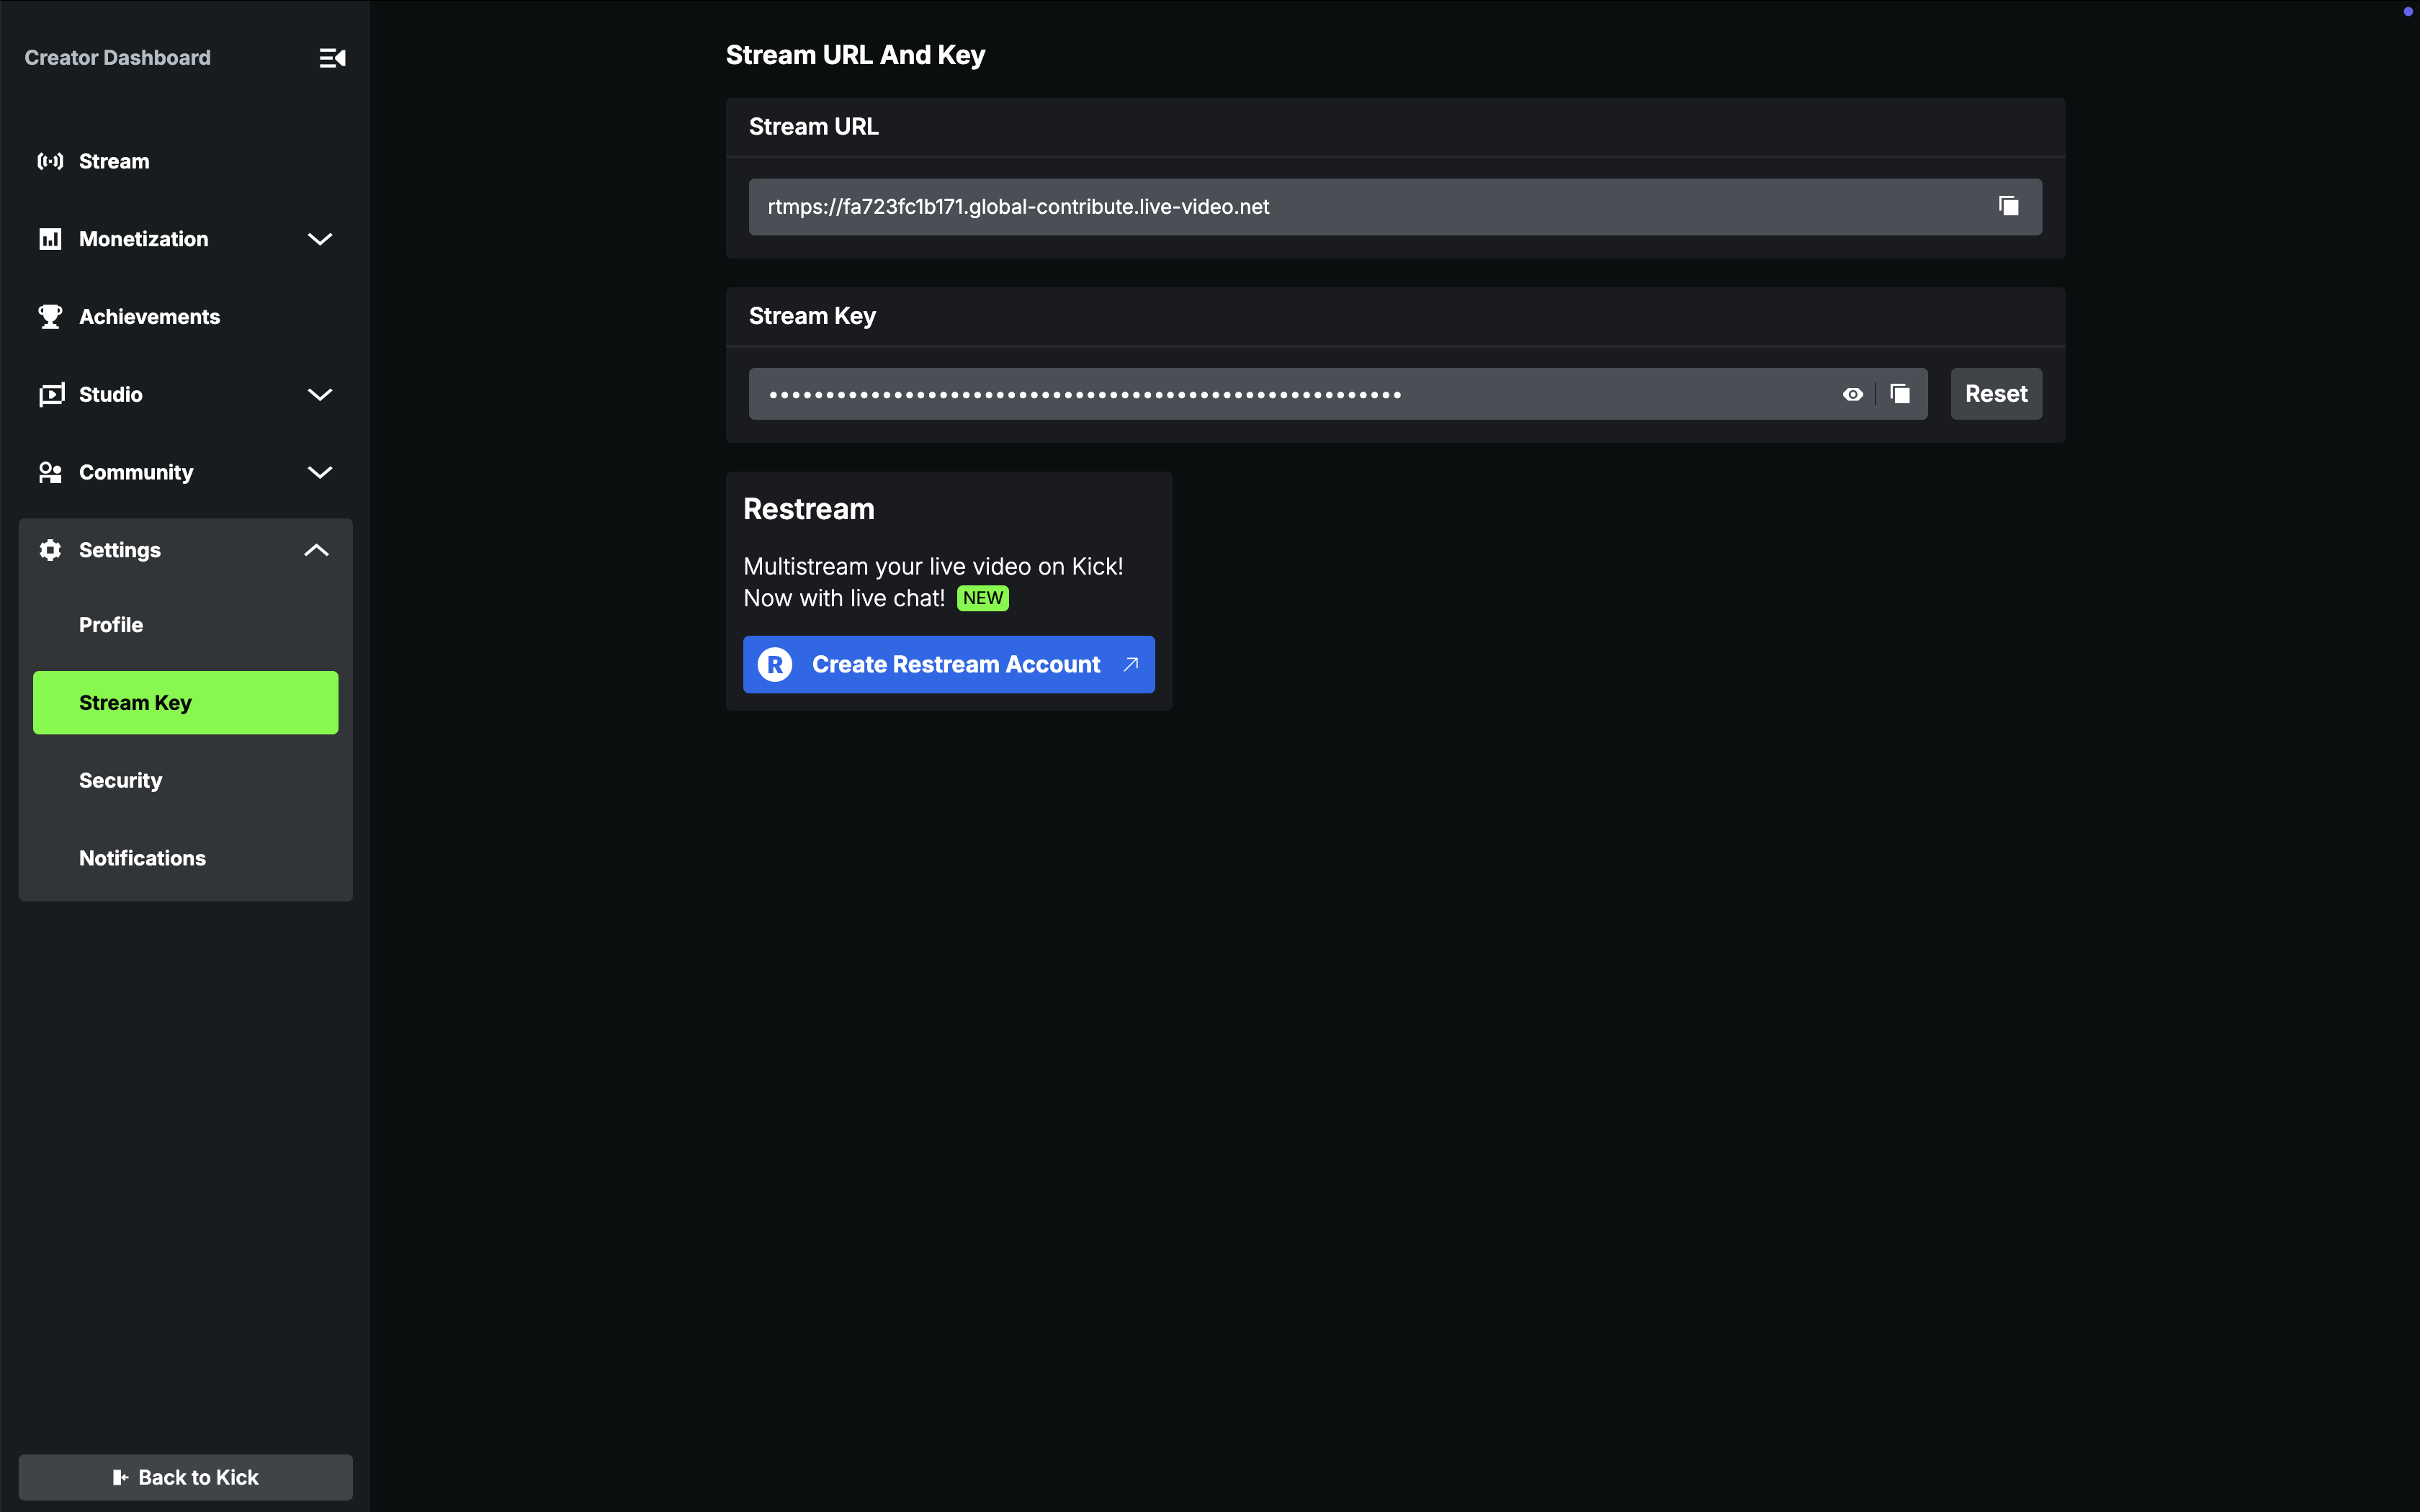 Creator Dashboard
Stream
Monetization
Achievements
Studio
Community
Settings
Profile
Stream Key
Security
Notifications
Back to Kick
Stream URL And Key
Stream URL
rtmps://fa723fc1b171.global-contribute.live-video.net
Stream Key
••••••••••••••••••••••••••••••••••••••••••••••••••••••••
Reset
Restream
Multistream your live video on Kick!
Now with live chat! NEW
R Create Restream Account